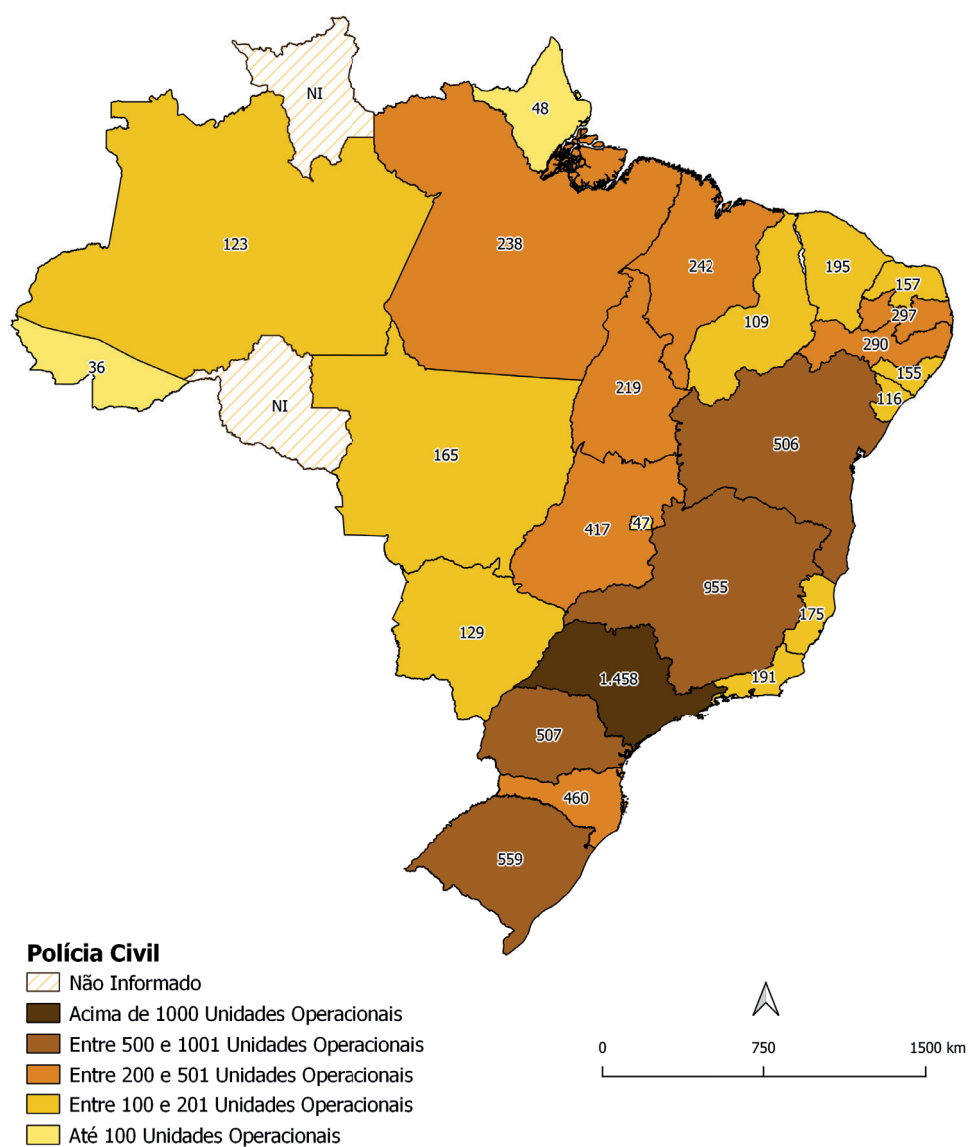 NI
48
123
238
242
195
157
109
297
290
36
155
219
116
NI
506
165
417
47
955
175
129
191
1.458
507
460
559
Polícia Civil
Não Informado
Acima de 1000 Unidades Operacionais
Entre 500 e 1001 Unidades Operacionais
Entre 200 e 501 Unidades Operacionais
Entre 100 e 201 Unidades Operacionais
Até 100 Unidades Operacionais
0 750 1500 km